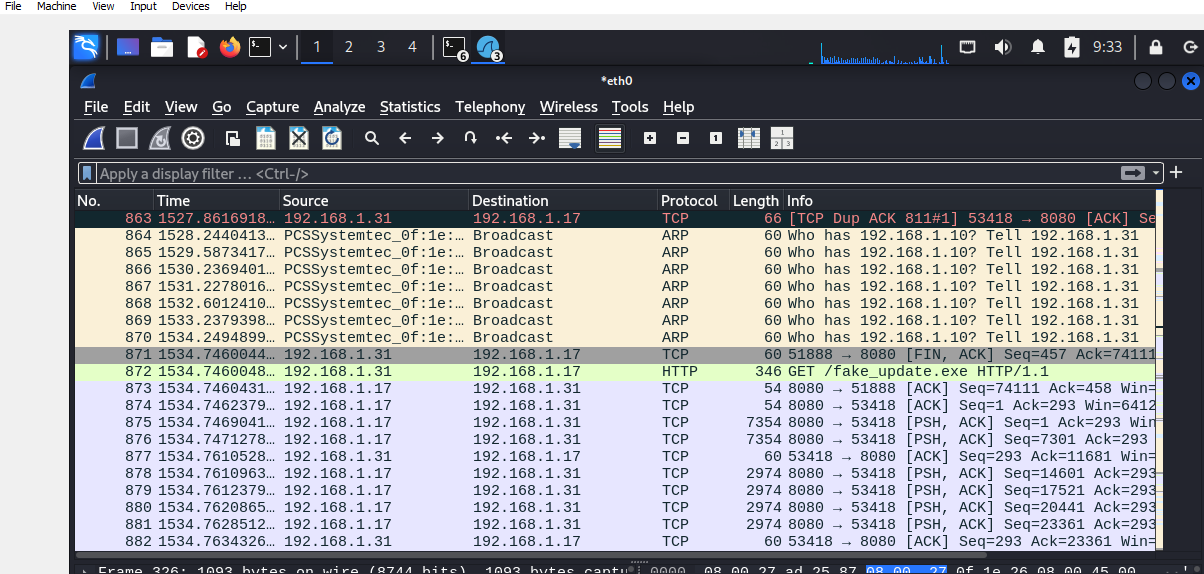 File Machine View Input Devices Help
1 2 3 4 6 3 9:33
*eth0
File Edit View Go Capture Analyze Statistics Telephony Wireless Tools Help
Apply a display filter … <Ctrl-/>
No. Time Source Destination Protocol Length Info
863 1527.8616918… 192.168.1.31 192.168.1.17 TCP 66 [TCP Dup ACK 811#1] 53418 → 8080 [ACK] Se
864 1528.2440413… PCSSystemtec_0f:1e:… Broadcast ARP 60 Who has 192.168.1.10? Tell 192.168.1.31
865 1529.5873417… PCSSystemtec_0f:1e:… Broadcast ARP 60 Who has 192.168.1.10? Tell 192.168.1.31
866 1530.2369401… PCSSystemtec_0f:1e:… Broadcast ARP 60 Who has 192.168.1.10? Tell 192.168.1.31
867 1531.2278016… PCSSystemtec_0f:1e:… Broadcast ARP 60 Who has 192.168.1.10? Tell 192.168.1.31
868 1532.6012410… PCSSystemtec_0f:1e:… Broadcast ARP 60 Who has 192.168.1.10? Tell 192.168.1.31
869 1533.2379398… PCSSystemtec_0f:1e:… Broadcast ARP 60 Who has 192.168.1.10? Tell 192.168.1.31
870 1534.2494899… PCSSystemtec_0f:1e:… Broadcast ARP 60 Who has 192.168.1.10? Tell 192.168.1.31
871 1534.7460044… 192.168.1.31 192.168.1.17 TCP 60 51888 → 8080 [FIN, ACK] Seq=457 Ack=74111
872 1534.7460048… 192.168.1.31 192.168.1.17 HTTP 346 GET /fake_update.exe HTTP/1.1
873 1534.7460431… 192.168.1.17 192.168.1.31 TCP 54 8080 → 51888 [ACK] Seq=74111 Ack=458 Win=
874 1534.7462379… 192.168.1.17 192.168.1.31 TCP 54 8080 → 53418 [ACK] Seq=1 Ack=293 Win=6412
875 1534.7469041… 192.168.1.17 192.168.1.31 TCP 7354 8080 → 53418 [PSH, ACK] Seq=1 Ack=293 Win
876 1534.7471278… 192.168.1.17 192.168.1.31 TCP 7354 8080 → 53418 [PSH, ACK] Seq=7301 Ack=293
877 1534.7610528… 192.168.1.31 192.168.1.17 TCP 60 53418 → 8080 [ACK] Seq=293 Ack=11681 Win=
878 1534.7610963… 192.168.1.17 192.168.1.31 TCP 2974 8080 → 53418 [PSH, ACK] Seq=14601 Ack=293
879 1534.7612379… 192.168.1.17 192.168.1.31 TCP 2974 8080 → 53418 [PSH, ACK] Seq=17521 Ack=293
880 1534.7620865… 192.168.1.17 192.168.1.31 TCP 2974 8080 → 53418 [PSH, ACK] Seq=20441 Ack=293
881 1534.7628512… 192.168.1.17 192.168.1.31 TCP 2974 8080 → 53418 [PSH, ACK] Seq=23361 Ack=293
882 1534.7634326… 192.168.1.31 192.168.1.17 TCP 60 53418 → 8080 [ACK] Seq=293 Ack=23361 Win=
Frame 326: 1093 bytes on wire (8744 bits), 1093 bytes captu 0000 08 00 27 ad 25 87 08 00 27 0f 1e 26 08 00 45 00